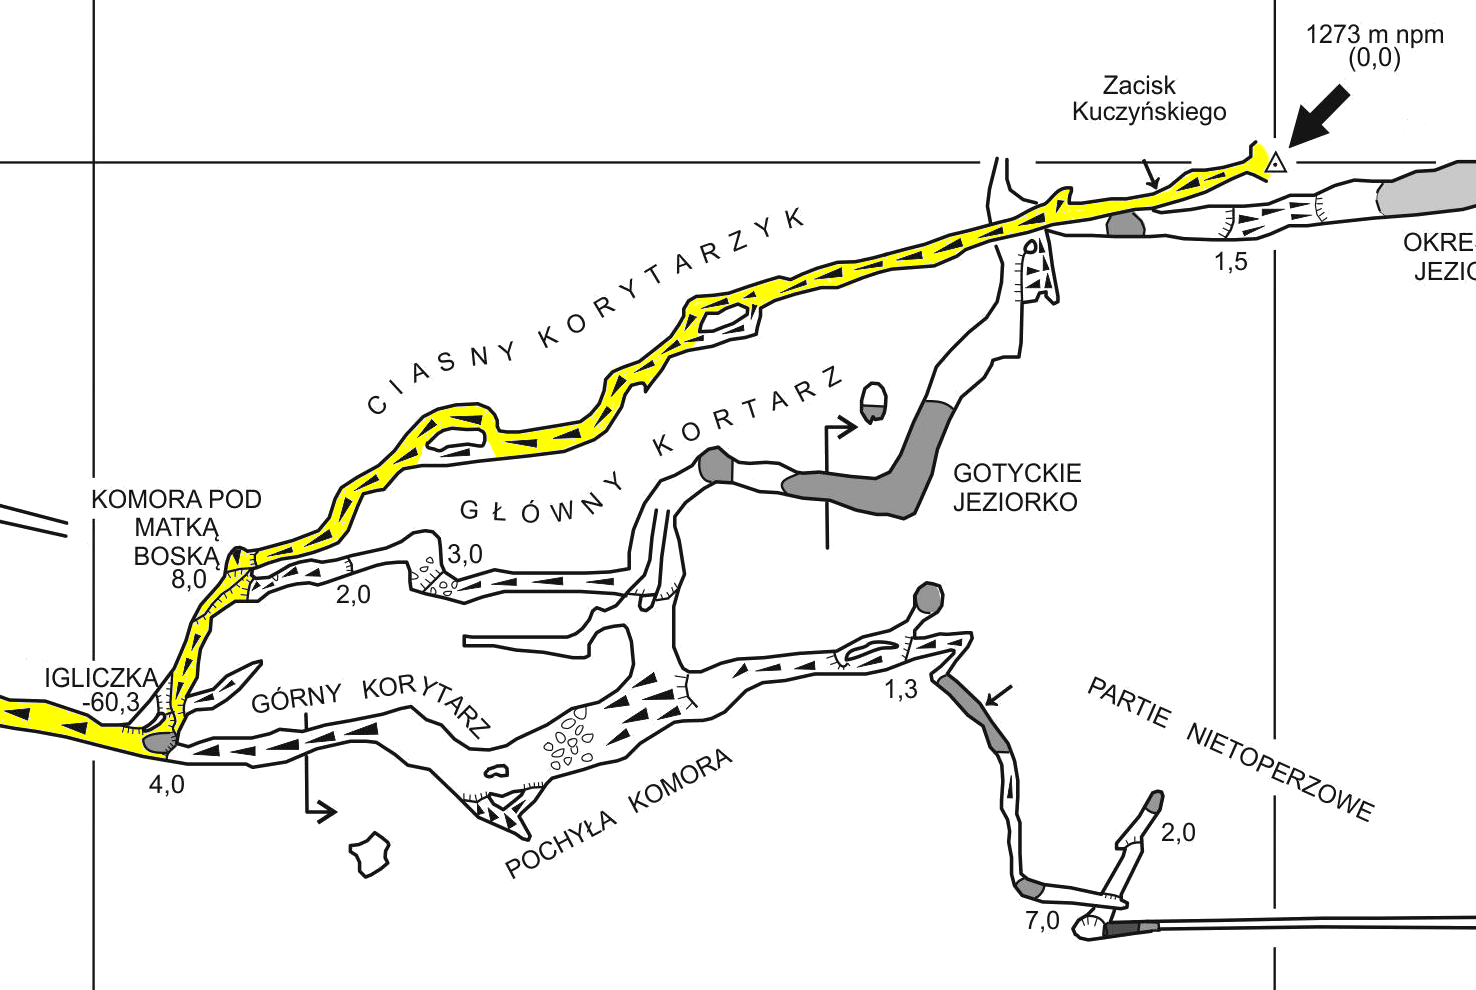 1273 m npm
(0,0)
Zacisk
Kuczyńskiego
1,5
OKRE
JEZIO
CIASNY KORYTARZYK
GŁÓWNY KORTARZ
GOTYCKIE
JEZIORKO
KOMORA POD
MATKĄ
BOSKĄ
8,0
3,0
2,0
IGLICZKA
-60,3
GÓRNY KORYTARZ
1,3
4,0
POCHYŁA KOMORA
PARTIE NIETOPERZOWE
2,0
7,0